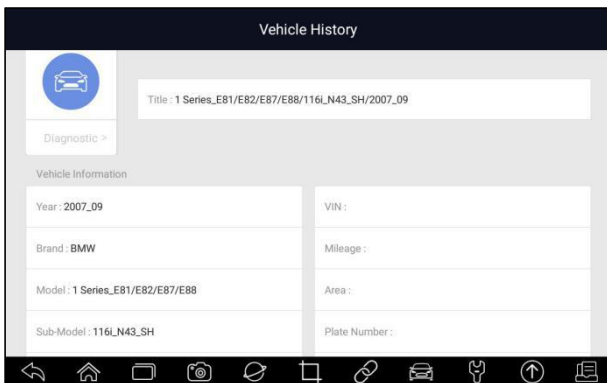 Vehicle History
Title : 1 Series_E81/E82/E87/E88/116i_N43_SH/2007_09
Diagnostic >
Vehicle Information
Year : 2007_09
VIN :
Brand : BMW
Mileage :
Model : 1 Series_E81/E82/E87/E88
Area :
Sub-Model : 116i_N43_SH
Plate Number :